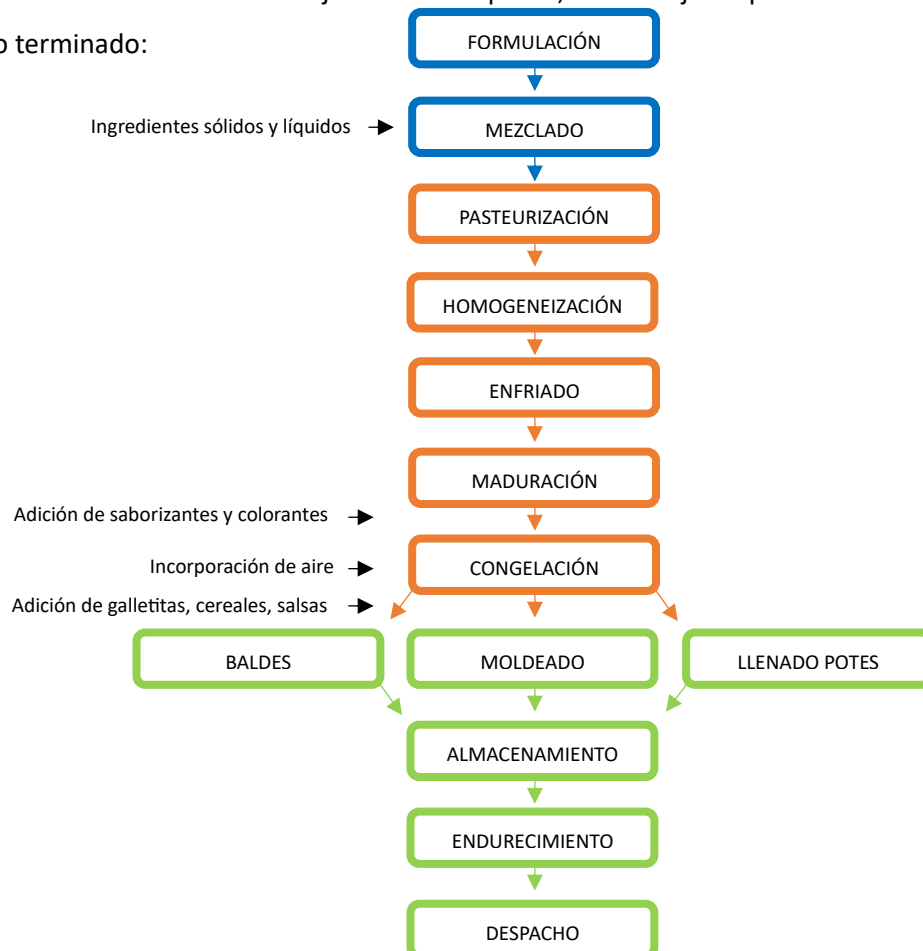 o terminado:
FORMULACIÓN
Ingredientes sólidos y líquidos
MEZCLADO
PASTEURIZACIÓN
HOMOGENEIZACIÓN
ENFRIADO
MADURACIÓN
Adición de saborizantes y colorantes
Incorporación de aire
CONGELACIÓN
Adición de galletitas, cereales, salsas
BALDES
MOLDEADO
LLENADO POTES
ALMACENAMIENTO
ENDURECIMIENTO
DESPACHO